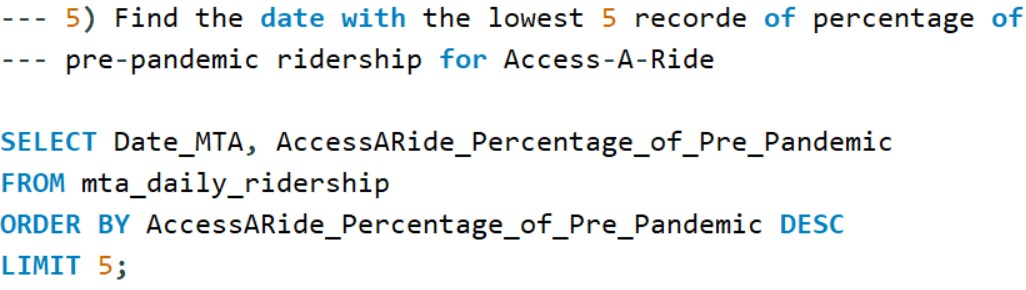 --- 5) Find the date with the lowest 5 recorde of percentage of
--- pre-pandemic ridership for Access-A-Ride
SELECT Date_MTA, AccessARide_Percentage_of_Pre_Pandemic
FROM mta_daily_ridership
ORDER BY AccessARide_Percentage_of_Pre_Pandemic DESC
LIMIT 5;